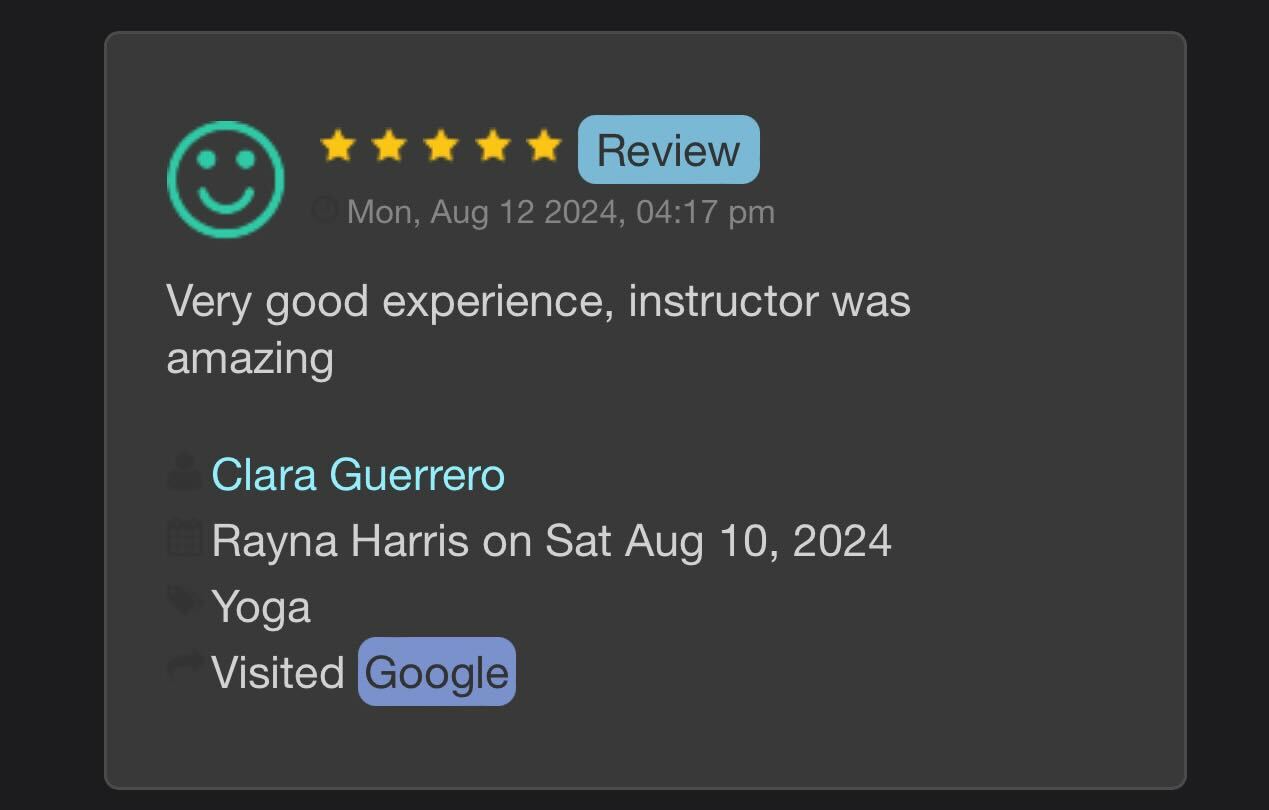 Review
Mon, Aug 12 2024, 04:17 pm
Very good experience, instructor was
amazing
Clara Guerrero
Rayna Harris on Sat Aug 10, 2024
Yoga
Visited Google